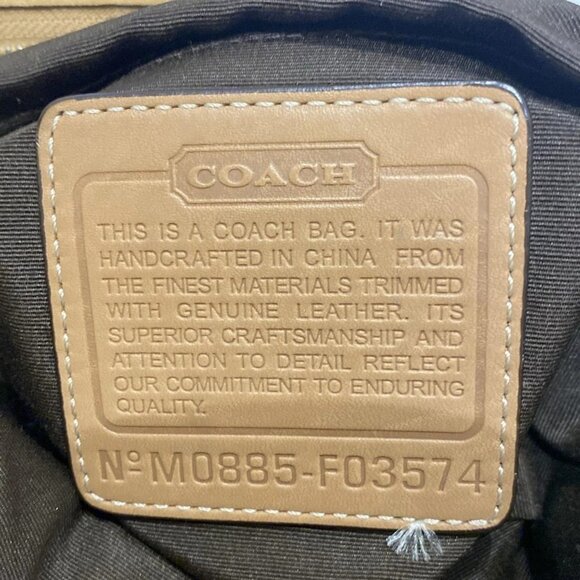 COACH
THIS IS A COACH BAG. IT WAS
HANDCRAFTED IN CHINA FROM
THE FINEST MATERIALS TRIMMED
WITH GENUINE LEATHER. ITS
SUPERIOR CRAFTSMANSHIP AND
ATTENTION TO DETAIL REFLECT
OUR COMMITMENT TO ENDURING
QUALITY.
Nº M0885-F03574